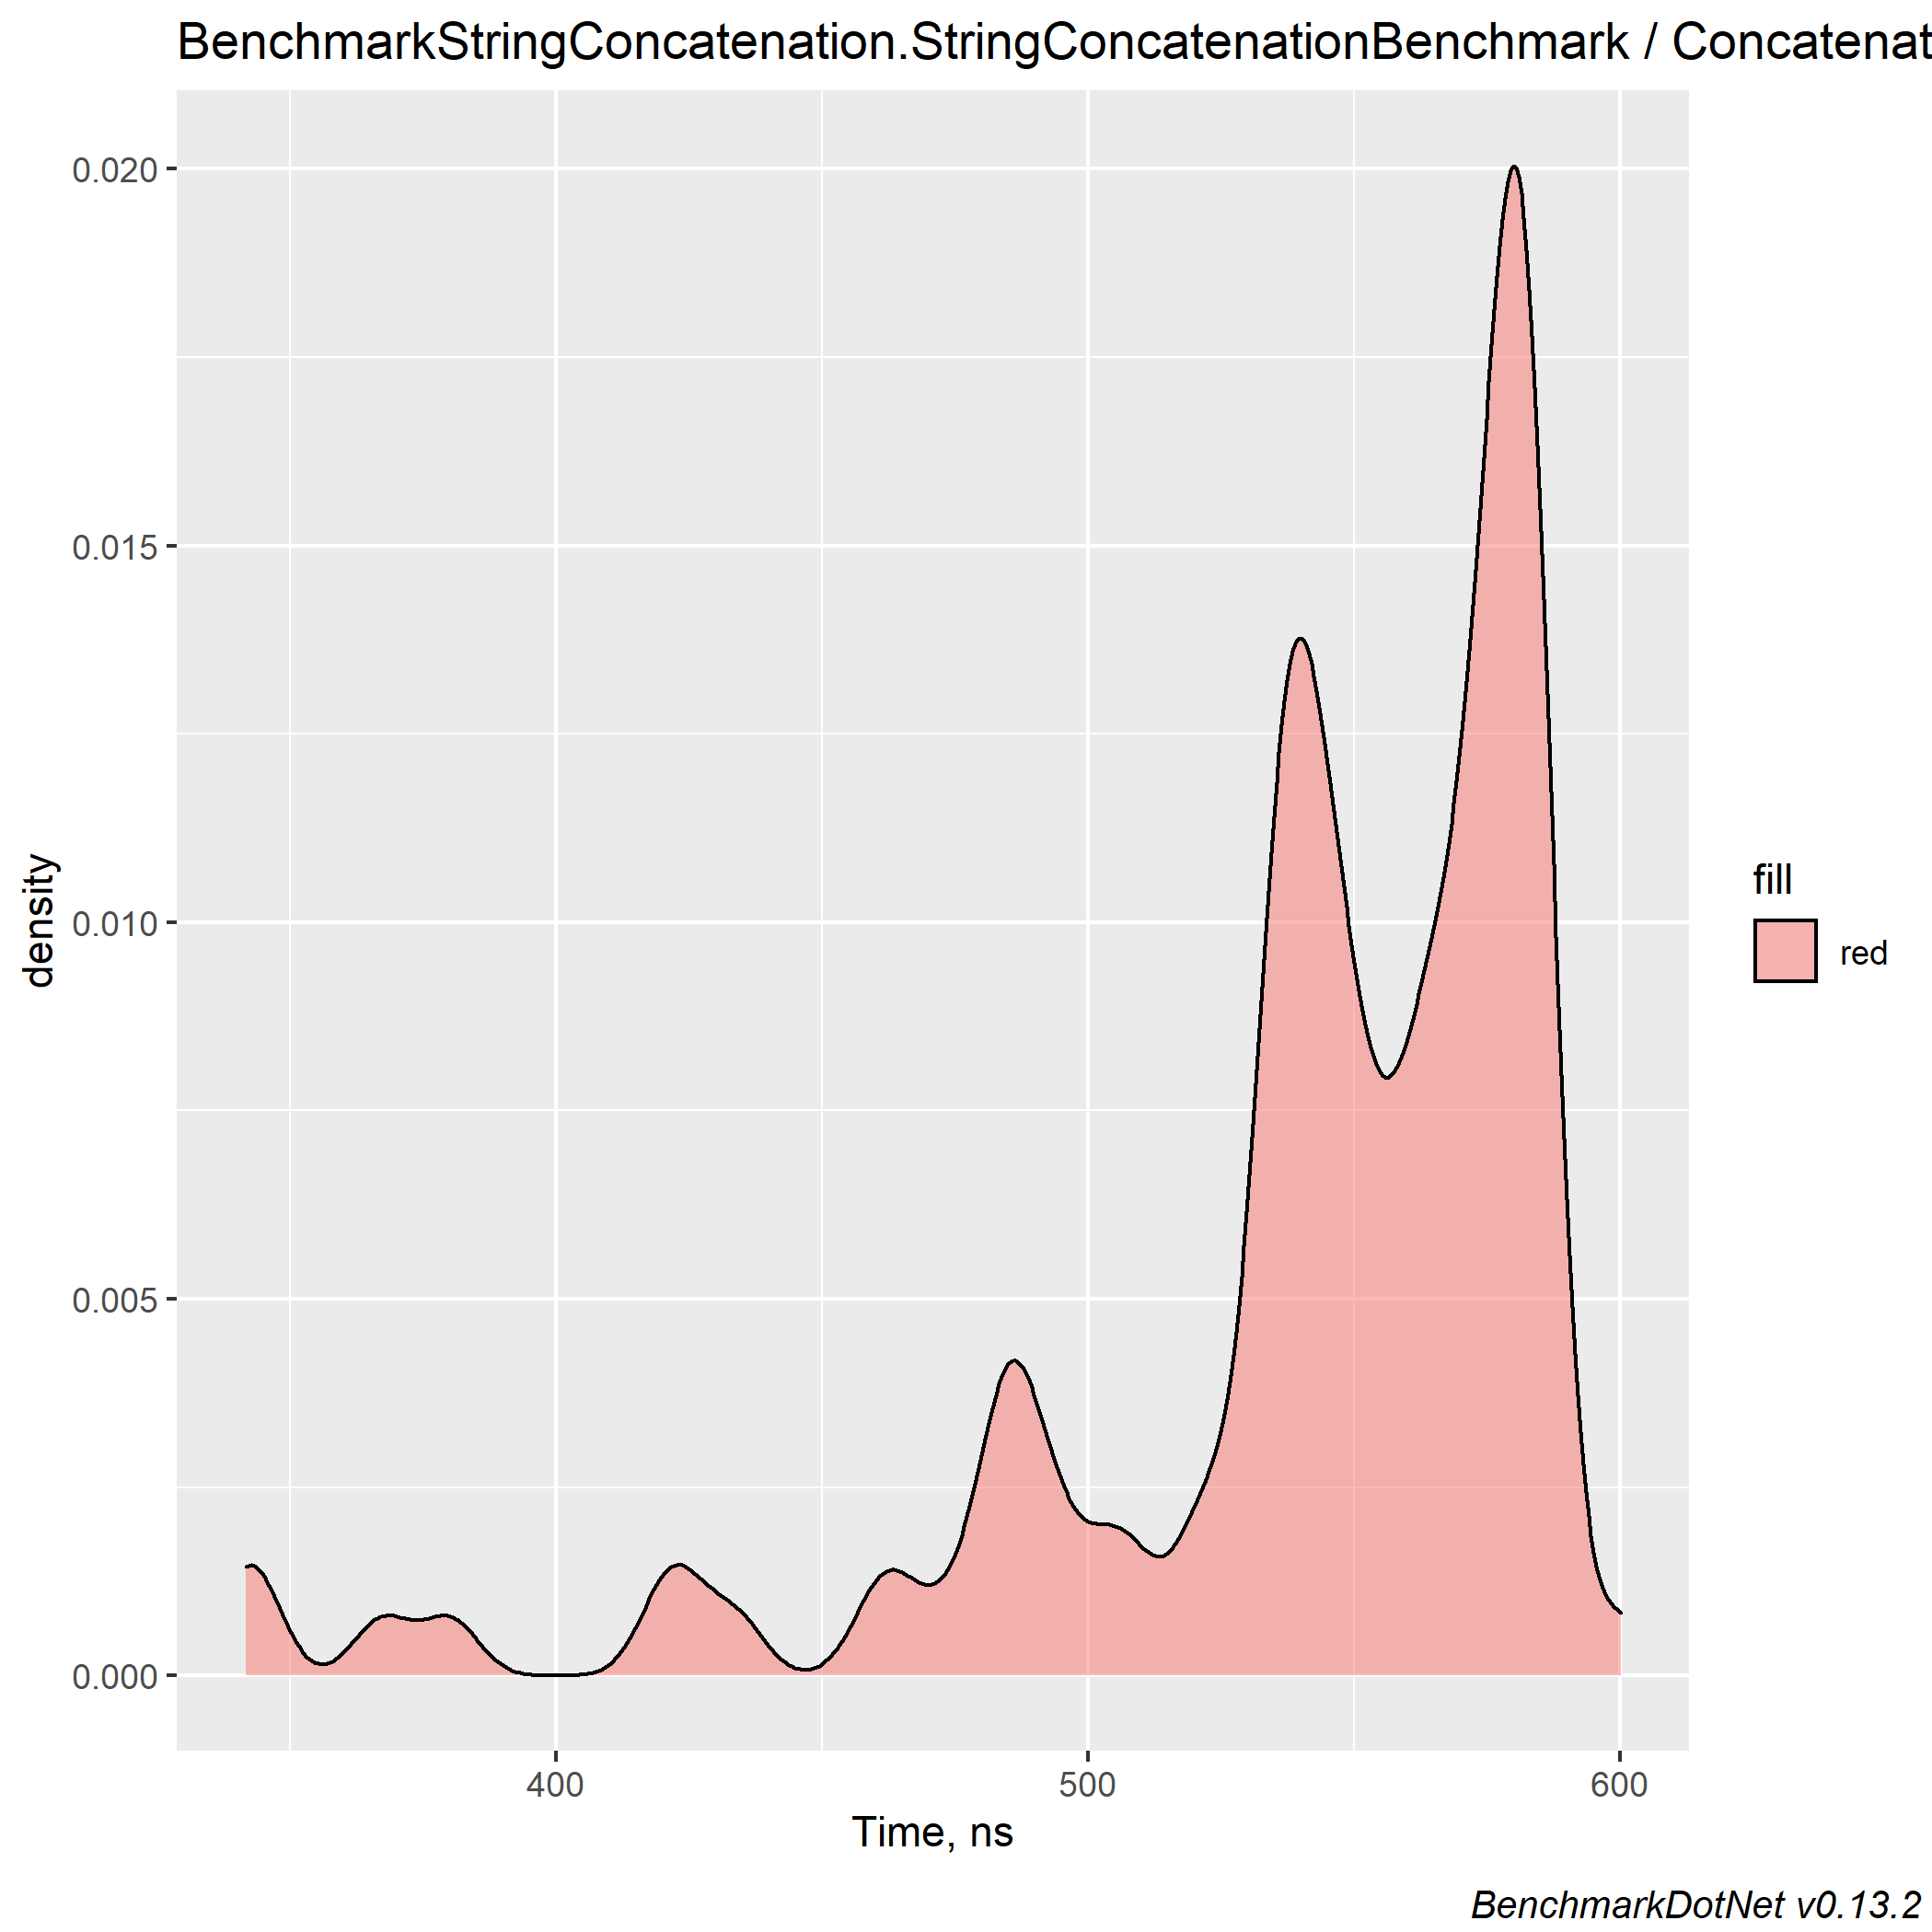 BenchmarkStringConcatenation.StringConcatenationBenchmark / Concatenat
0.020
0.015
0.010
0.005
0.000
density
400 500 600
Time, ns
fill
red
BenchmarkDotNet v0.13.2